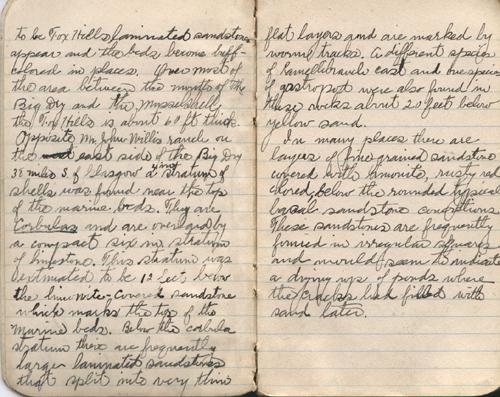 to be Fox Hills laminated sandstones
appear and the beds become buff-
colored in places. Over most of
the area between the mouths of the
Big Dry and the Musselshell
the Fox Hills is about 60 ft thick.
Opposite Mr. John Willis ranch on
the east side of the Big Dry
38 miles S of Glasgow a 4 inch stratum of
shells was found near the top
of the marine beds. They are
Corbulas and are overlaid by
a compact six in. stratum
of limestone. This stratum was
estimated to be 12 feet below
the limonite-covered sandstone
which marks the top of the
Marine beds. Below the corbula
stratum there are frequently
large laminated sandstones
that split into very thin
flat layers and are marked by
worm tracks. A different species
of Lamellibranch cast and one species
of gastropod were also found in
these rocks about 20 feet below
yellow sand.
In many places there are
layers of fine grained sandstone
covered with limonite, rusty red
colored, below the rounded typical
basal sandstone concretions.
These sandstones are frequently
formed in irregular squares
and would seem to indicate
a drying up of ponds where
the cracks had filled with
sand later.